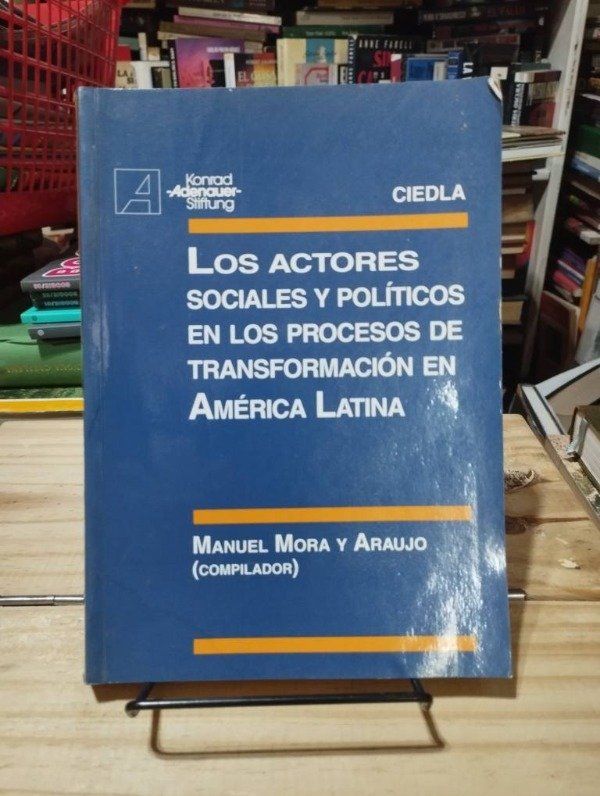 Konrad
-Adenauer-
Stiftung
CIEDLA
LOS ACTORES
SOCIALES Y POLÍTICOS
EN LOS PROCESOS DE
TRANSFORMACIÓN EN
AMÉRICA LATINA
MANUEL MORA Y ARAUJO
(COMPILADOR)